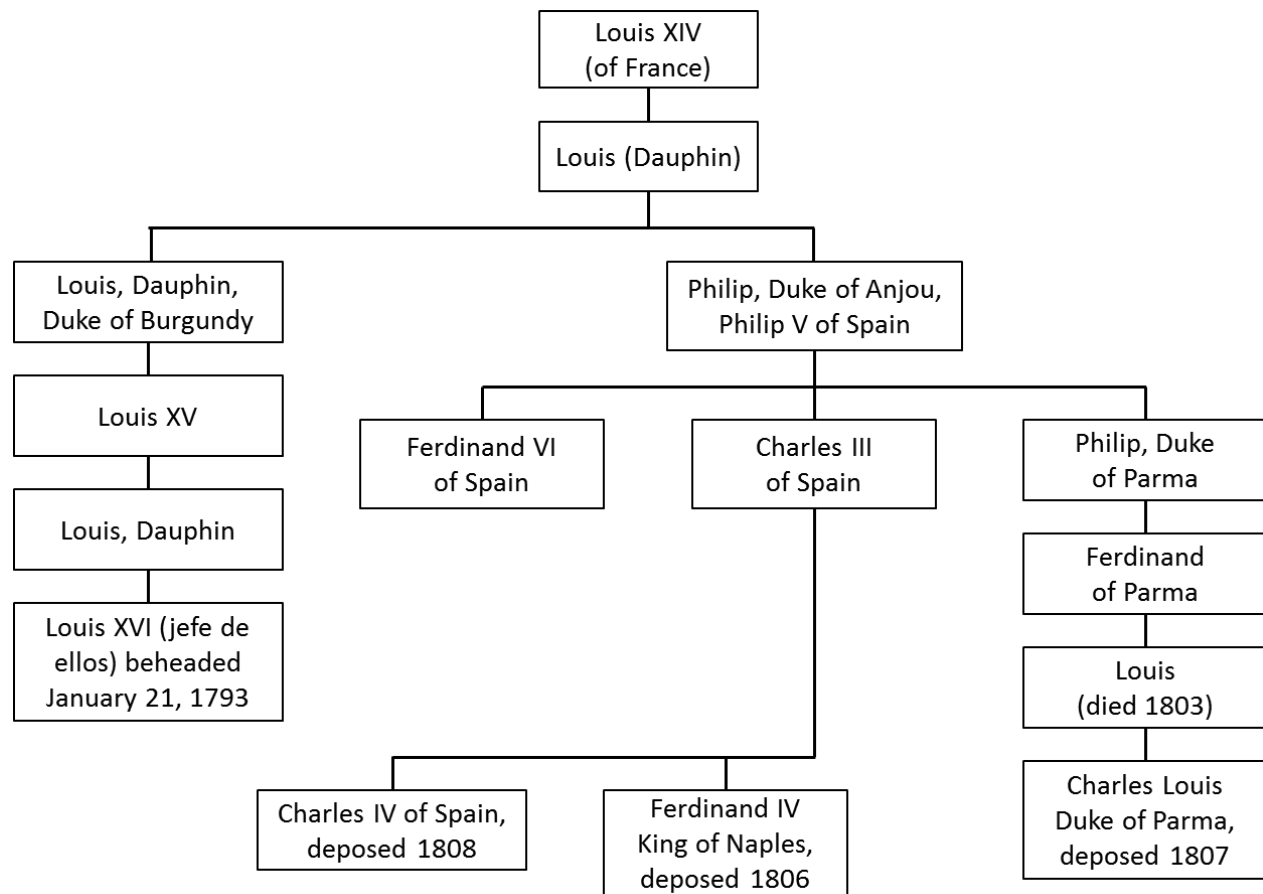 Louis XIV
(of France)
Louis (Dauphin)
Louis, Dauphin,
Duke of Burgundy
Philip, Duke of Anjou,
Philip V of Spain
Louis XV
Ferdinand VI
of Spain
Charles III
of Spain
Philip, Duke
of Parma
Louis, Dauphin
Ferdinand
of Parma
Louis XVI (jefe de
ellos) beheaded
January 21, 1793
Louis
(died 1803)
Charles IV of Spain,
deposed 1808
Ferdinand IV
King of Naples,
deposed 1806
Charles Louis
Duke of Parma,
deposed 1807